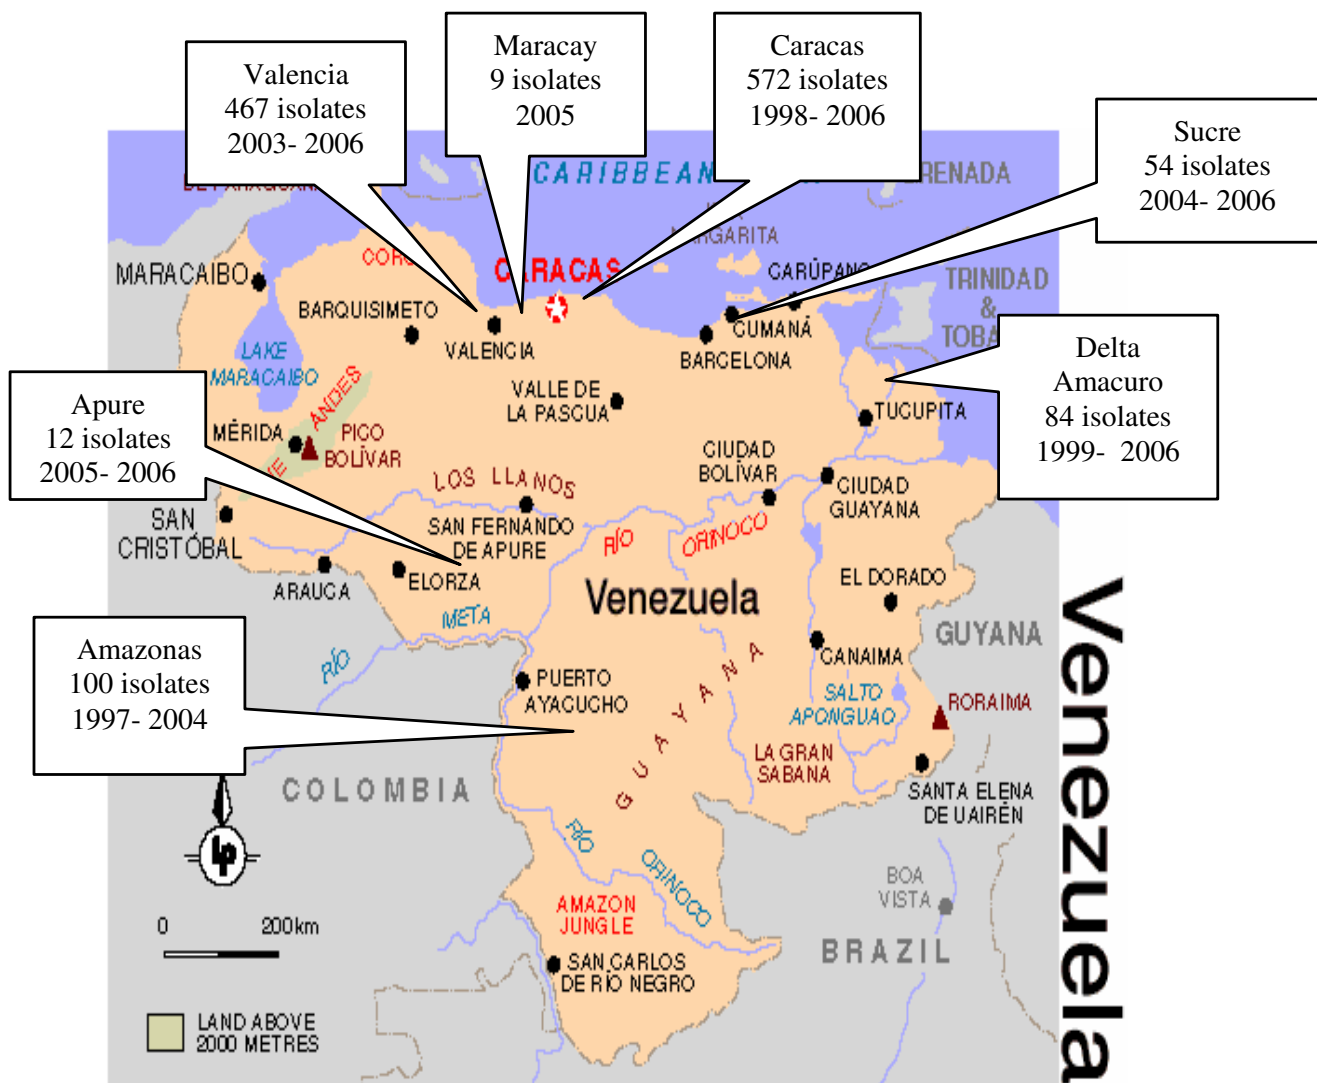 Valencia
467 isolates
2003- 2006
Maracay
9 isolates
2005
Caracas
572 isolates
1998- 2006
Sucre
54 isolates
2004- 2006
CARIBBEAN
RENADA
MARGARITA
CARÚPANO
TRINIDAD
&
TOBA
MARACAIBO
CORO
CARACAS
BARQUISIMETO
VALENCIA
CUMANÁ
BARCELONA
LAKE
MARACAIBO
ANDES
VALLE DE
LA PASCUA
TUCUPITA
Delta
Amacuro
84 isolates
1999- 2006
Apure
12 isolates
2005- 2006
MÉRIDA
PICO
BOLÍVAR
LOS LLANOS
CIUDAD
BOLÍVAR
CIUDAD
GUAYANA
SAN
CRISTÓBAL
SAN FERNANDO
DE APURE
RÍO
ORINOCO
ARAUCA
ELORZA
META
Venezuela
EL DORADO
GUYANA
Amazonas
100 isolates
1997- 2004
RÍO
PUERTO
AYACUCHO
GUAYANA
CANAIMA
SALTO
APONGUAO
RORAIMA
LA GRAN
SABANA
SANTA ELENA
DE UAIRÉN
COLOMBIA
RÍO
ORINOCO
lp
BOA
VISTA
AMAZON
JUNGLE
BRAZIL
0 200km
SAN CARLOS
DE RÍO NEGRO
LAND ABOVE
2000 METRES
Venezuela